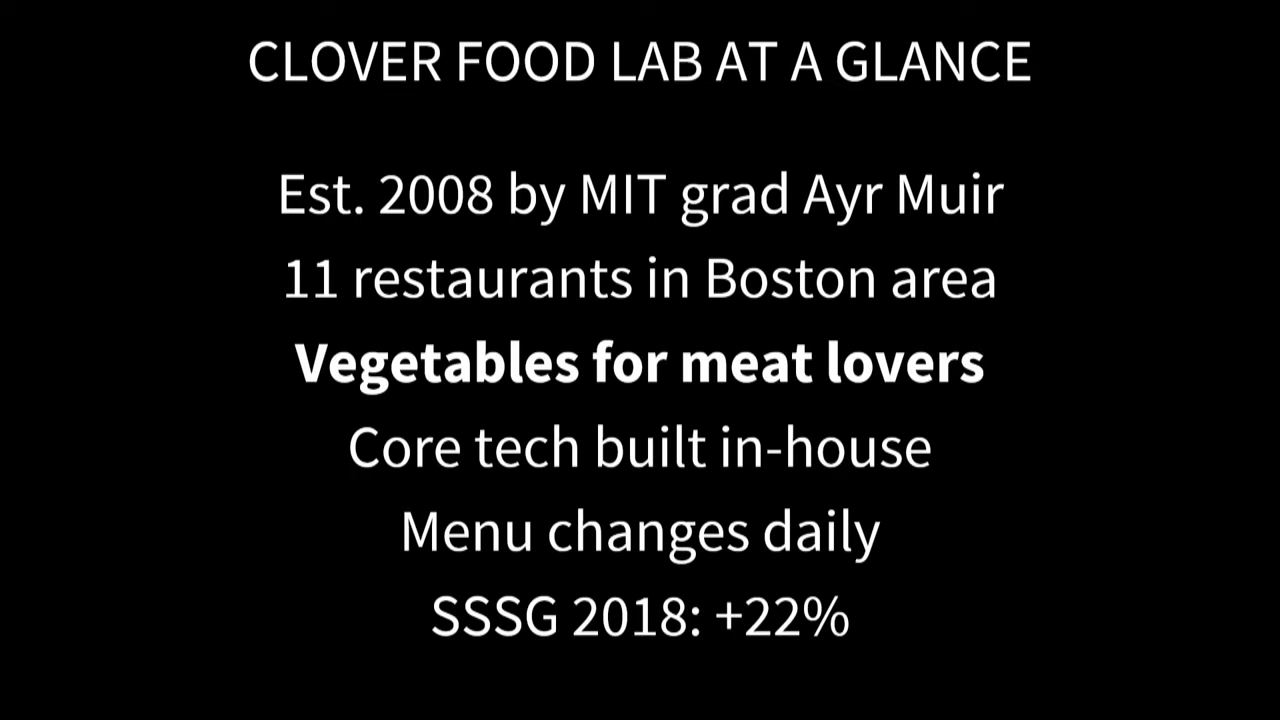 CLOVER FOOD LAB AT A GLANCE
Est. 2008 by MIT grad Ayr Muir
11 restaurants in Boston area
Vegetables for meat lovers
Core tech built in-house
Menu changes daily
SSSG 2018: +22%